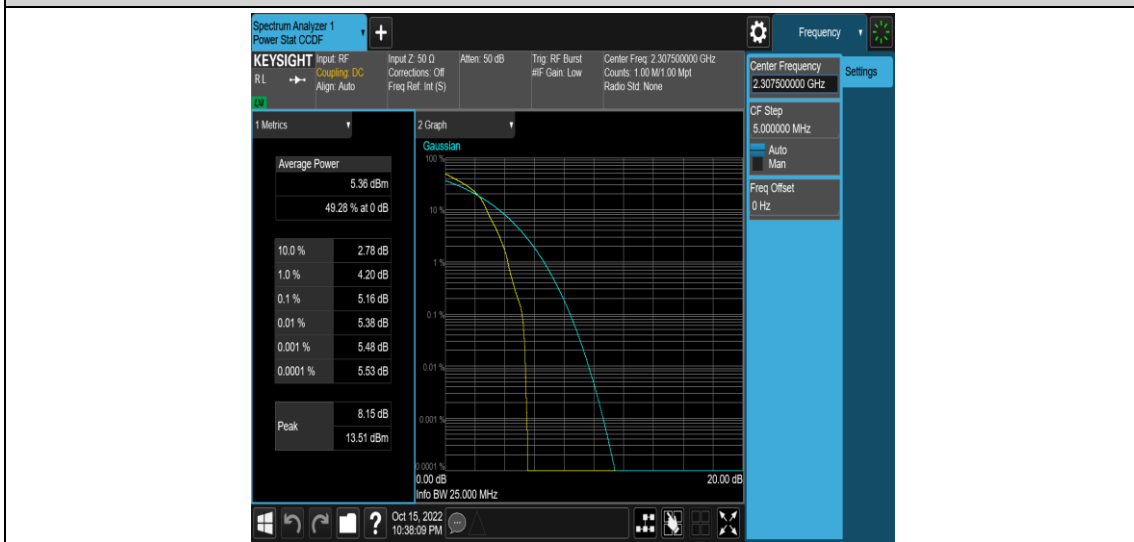 Spectrum Analyzer 1
Power Stat CCDF
+
Frequency
KEYSIGHT
RL
LXI
Input: RF
Coupling: DC
Align: Auto
Input Z: 50 Ω
Corrections: Off
Freq Ref: Int (S)
Atten: 50 dB
Trig: RF Burst
#IF Gain: Low
Center Freq: 2.307500000 GHz
Counts: 1.00 M/1.00 Mpt
Radio Std: None
Center Frequency
2.307500000 GHz
Settings
CF Step
5.000000 MHz
Auto
Man
Freq Offset
0 Hz
1 Metrics
Average Power
5.36 dBm
49.28 % at 0 dB
10.0 % 2.78 dB
1.0 % 4.20 dB
0.1 % 5.16 dB
0.01 % 5.38 dB
0.001 % 5.48 dB
0.0001 % 5.53 dB
Peak
8.15 dB
13.51 dBm
2 Graph
Gaussian
100 %
10 %
1 %
0.1 %
0.01 %
0.001 %
0.0001 %
0.00 dB 20.00 dB
Info BW 25.000 MHz
?
Oct 15, 2022
10:38:09 PM